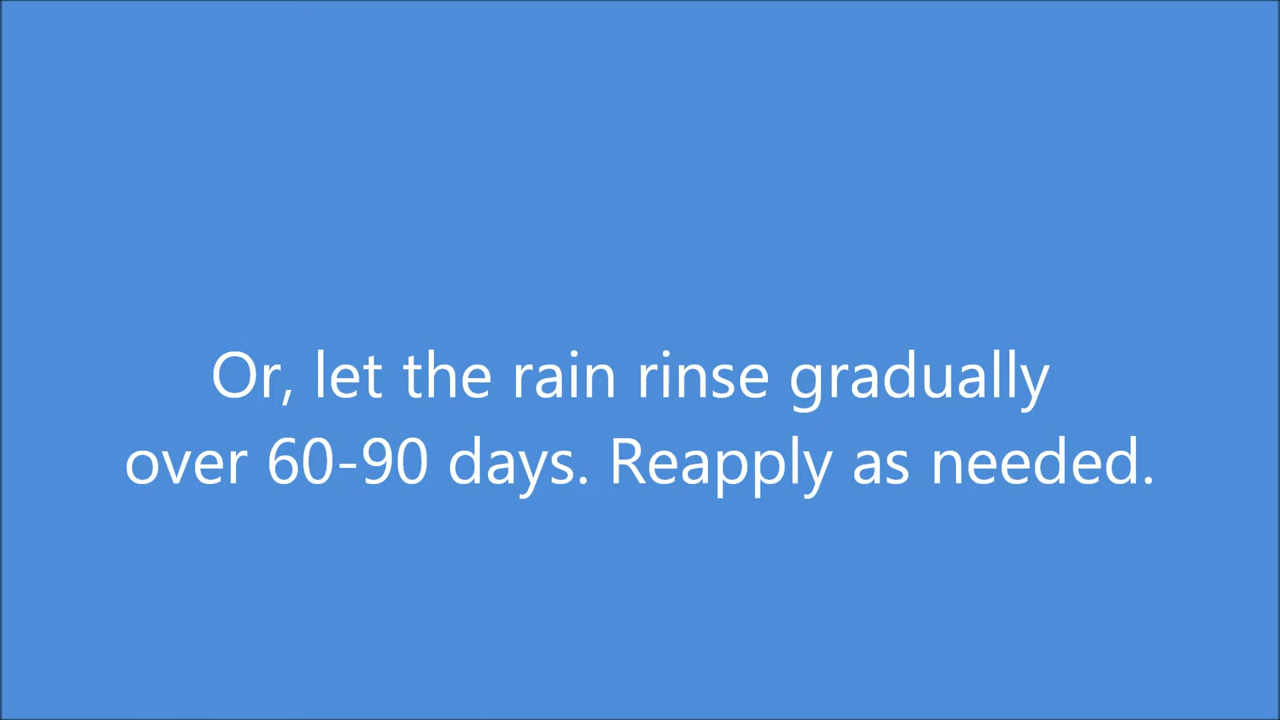 Or, let the rain rinse gradually
over 60-90 days. Reapply as needed.